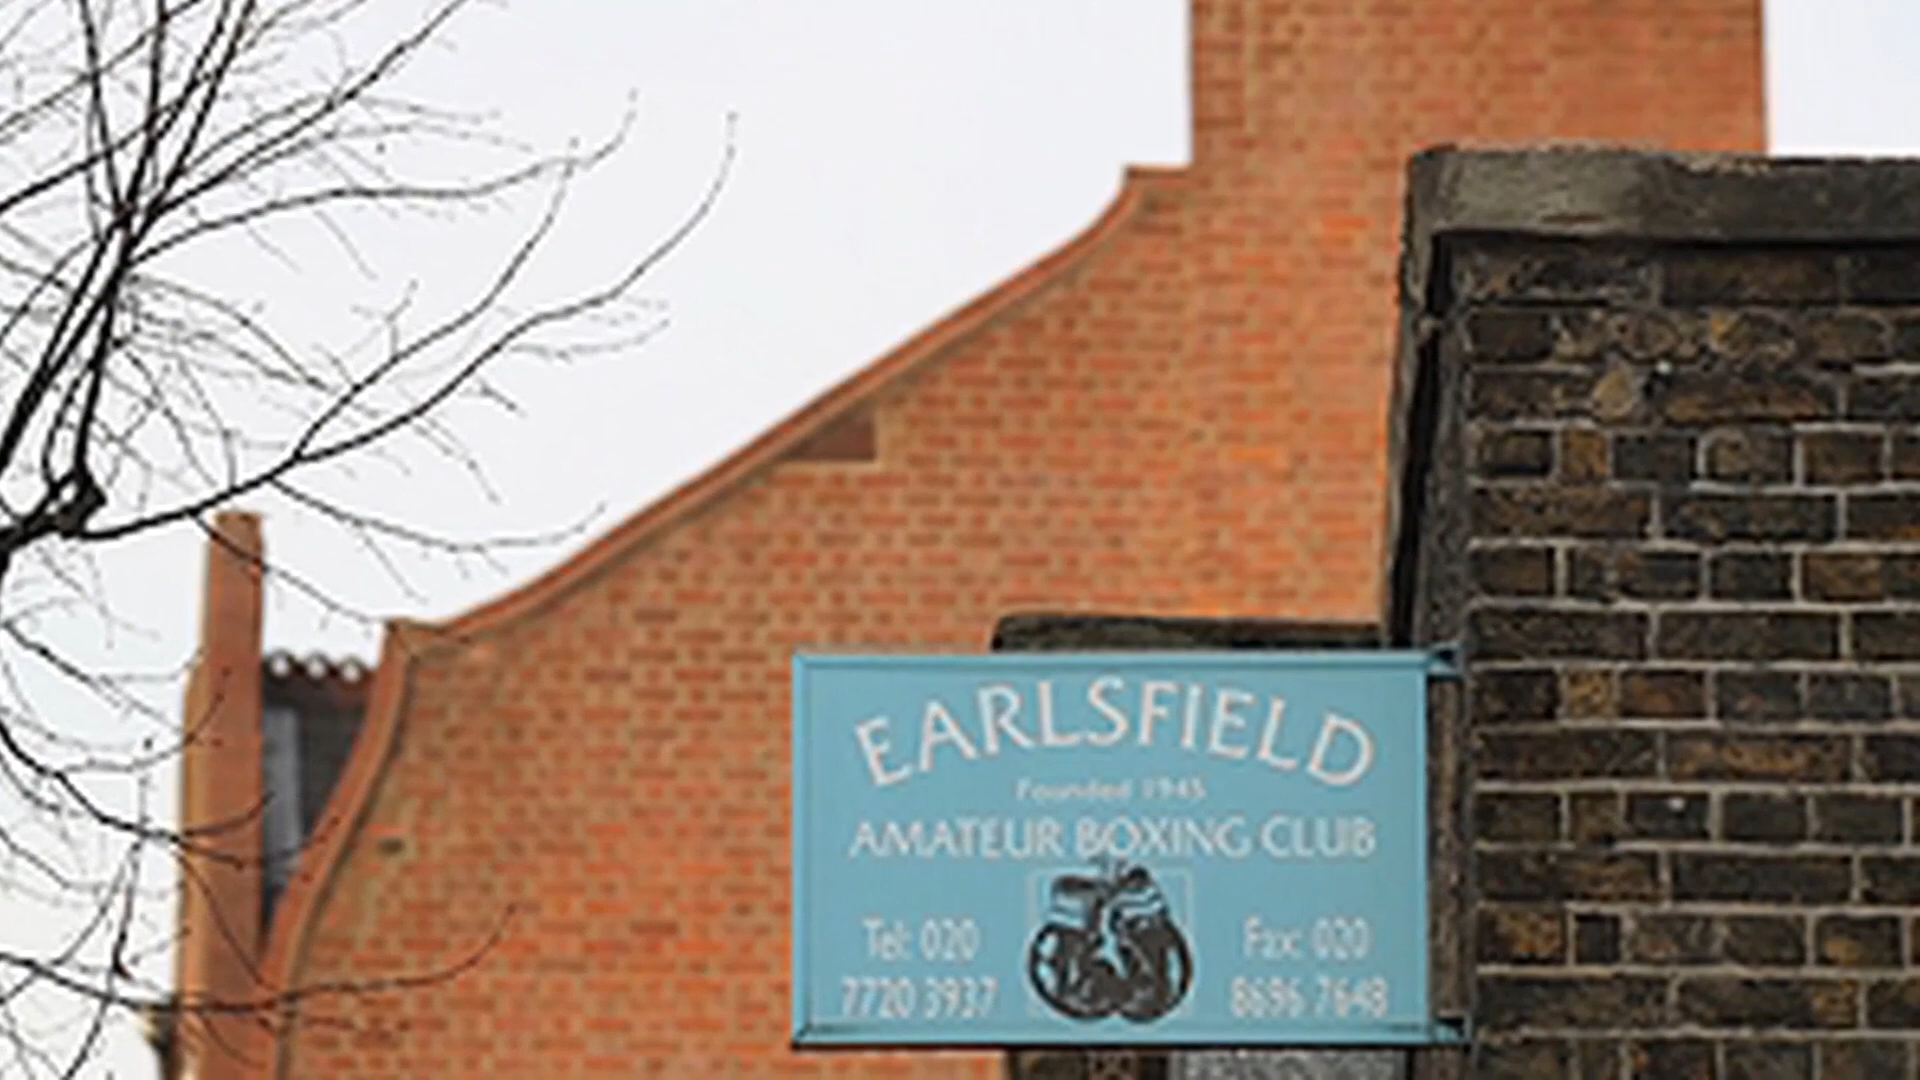 EARLSFIELD
Founded 1945
AMATEUR BOXING CLUB
Tel: 020
7720 3937
Fax: 020
8696 7648